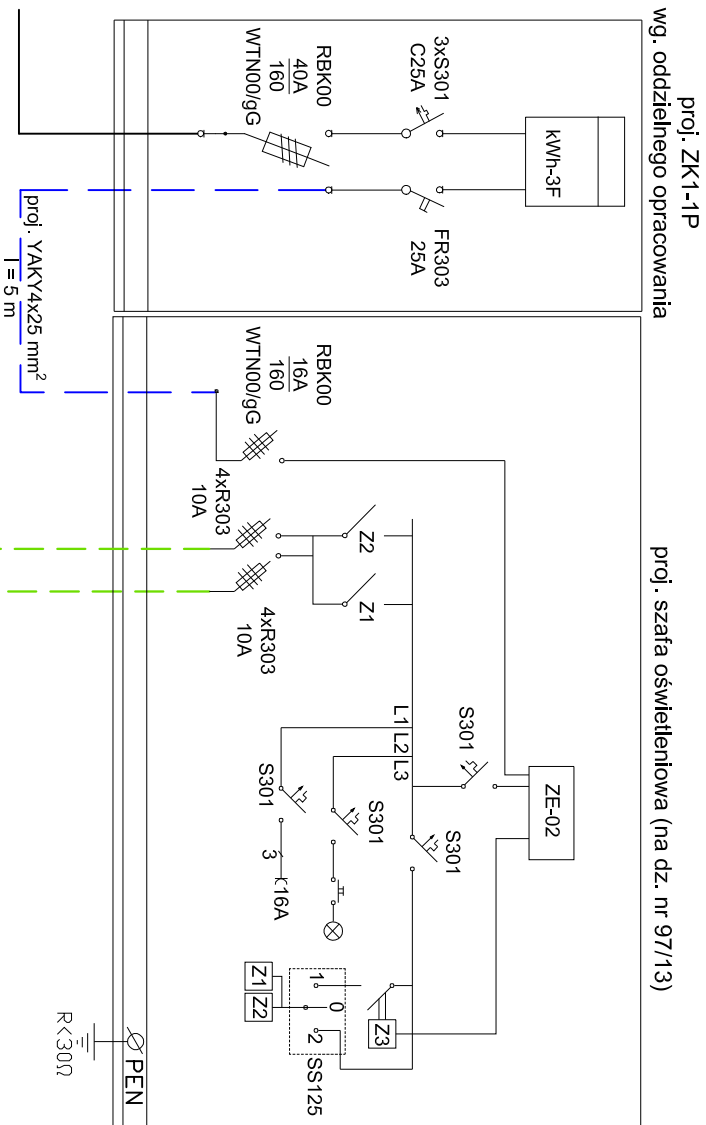 proj. ZK1-1P
wg. oddzielnego opracowania
kWh-3F
3xS301
C25A
FR303
25A
RBK00
40A
160
WTN00/gG
proj. YAKY4x25 mm²
l = 5 m
proj. szafa oświetleniowa (na dz. nr 97/13)
ZE-02
RBK00
16A
160
WTN00/gG
4xR303
10A
4xR303
10A
Z2
Z1
L1
L2
L3
S301
S301
S301
S301
3
16A
Z3
1
0
2
SS125
Z1
Z2
PEN
R<30Ω